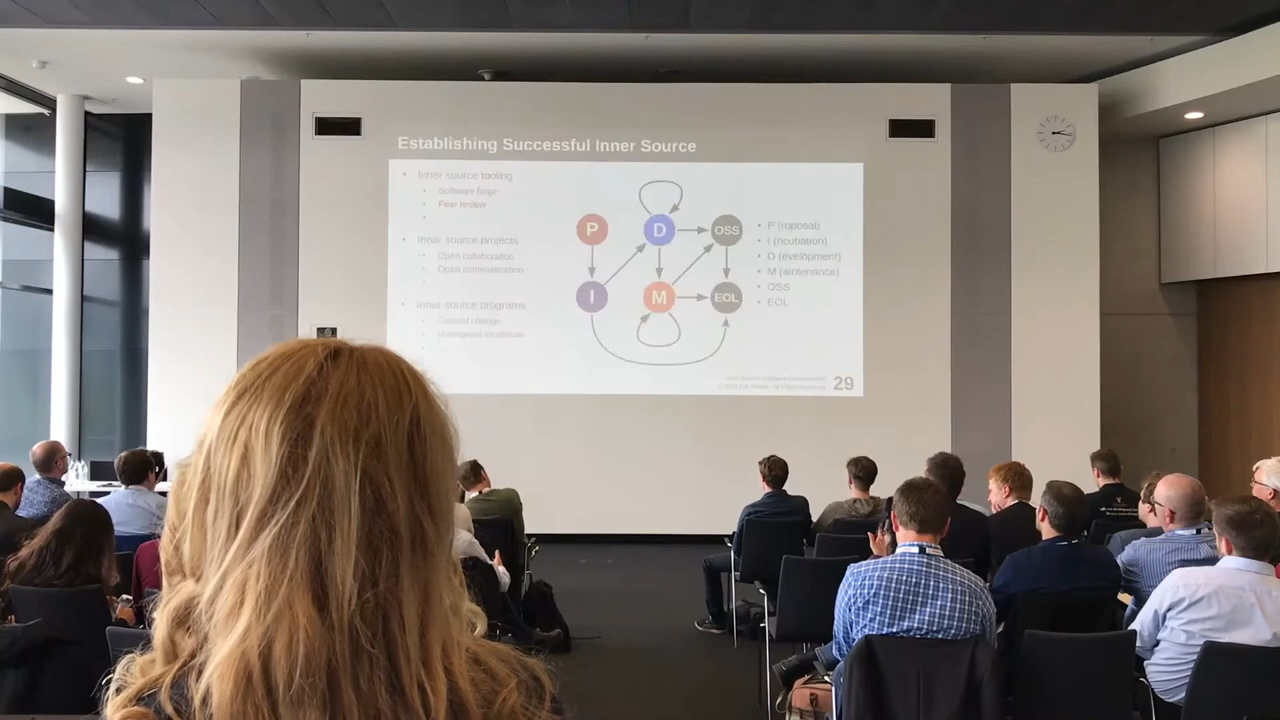 Establishing Successful Inner Source
Inner source tooling
Software forge
Peer review
Inner source projects
Open collaboration
Open communication
Inner source programs
P
D
OSS
I
M
EOL
P (roposal)
I (ncubation)
D (evelopment)
M (aintenance)
OSS
EOL
29